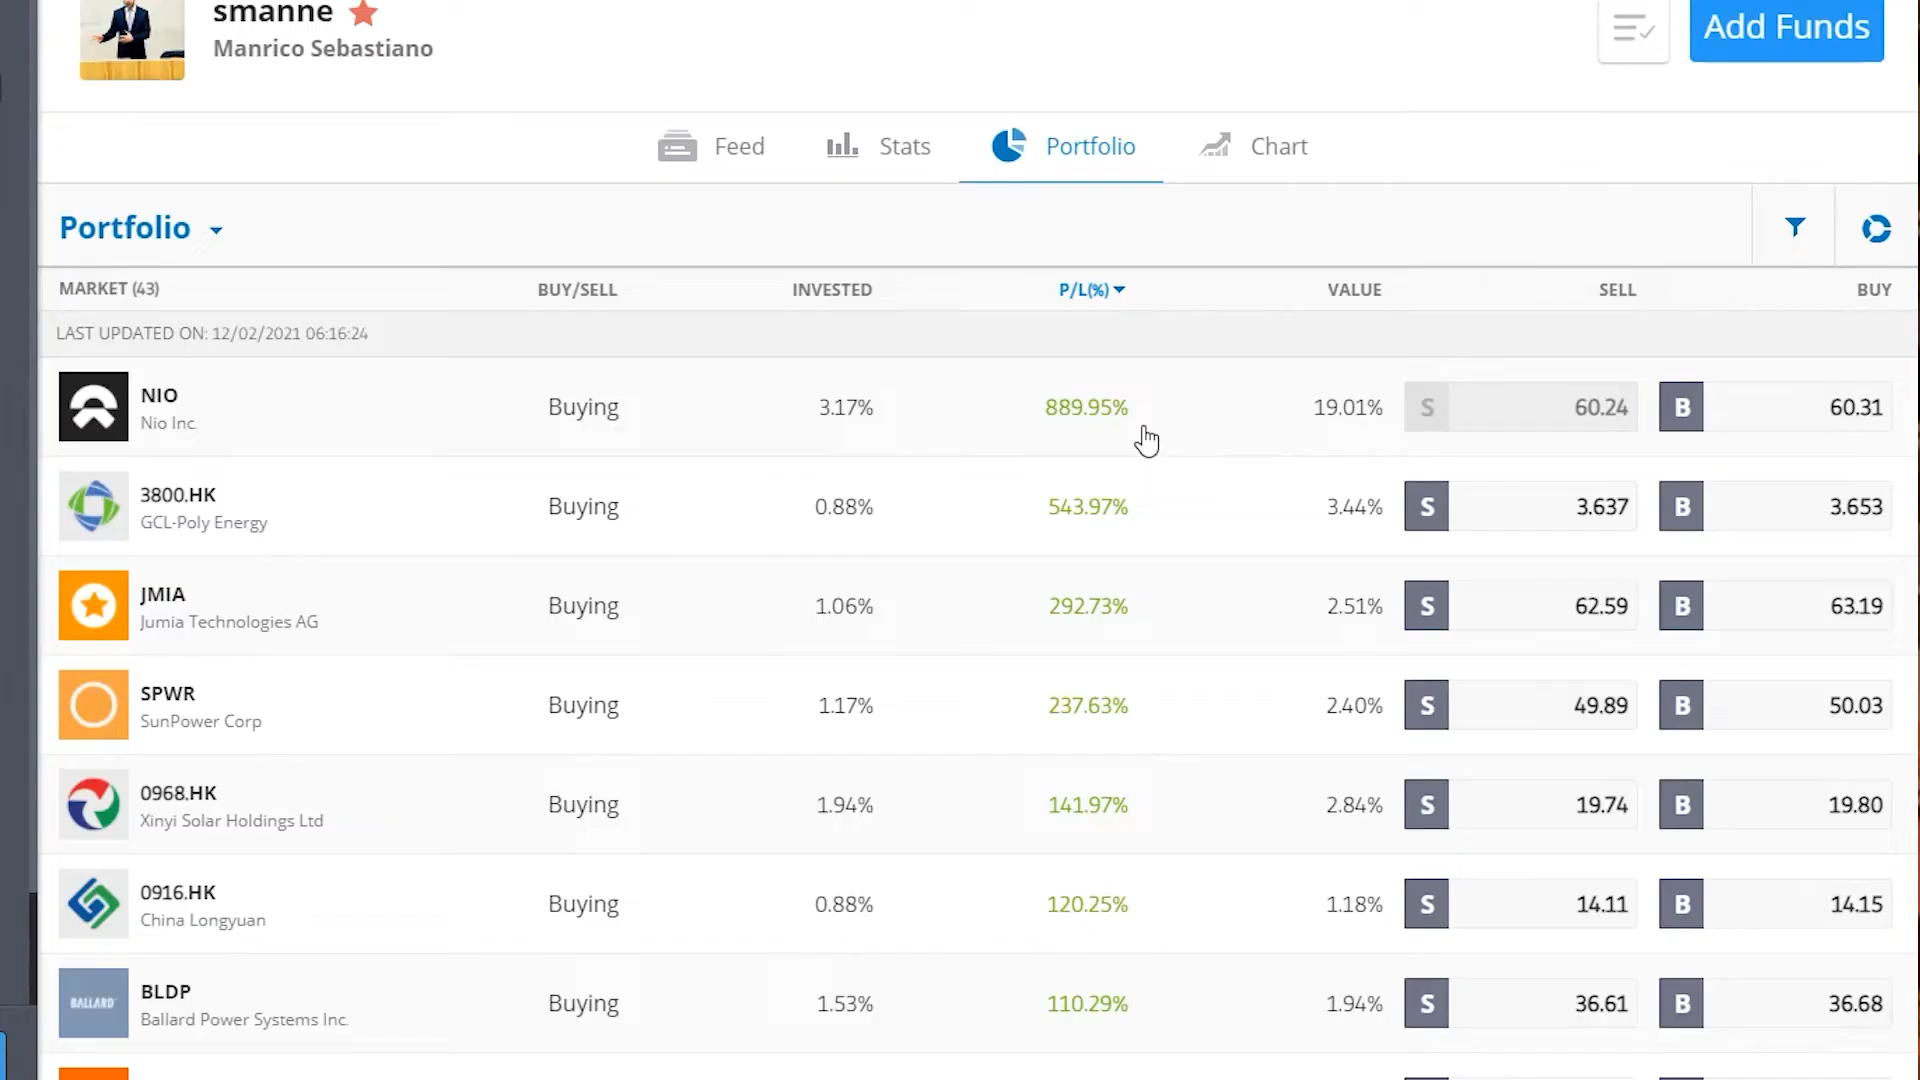 smanne
Manrico Sebastiano
Add Funds
Feed Stats Portfolio Chart
Portfolio
MARKET (43) BUY/SELL INVESTED P/L(%) VALUE SELL BUY
LAST UPDATED ON: 12/02/2021 06:16:24
NIO
Nio Inc.
Buying 3.17% 889.95% 19.01% S 60.24 B 60.31
3800.HK
GCL-Poly Energy
Buying 0.88% 543.97% 3.44% S 3.637 B 3.653
JMIA
Jumia Technologies AG
Buying 1.06% 292.73% 2.51% S 62.59 B 63.19
SPWR
SunPower Corp
Buying 1.17% 237.63% 2.40% S 49.89 B 50.03
0968.HK
Xinyi Solar Holdings Ltd
Buying 1.94% 141.97% 2.84% S 19.74 B 19.80
0916.HK
China Longyuan
Buying 0.88% 120.25% 1.18% S 14.11 B 14.15
BALLARD
BLDP
Ballard Power Systems Inc.
Buying 1.53% 110.29% 1.94% S 36.61 B 36.68